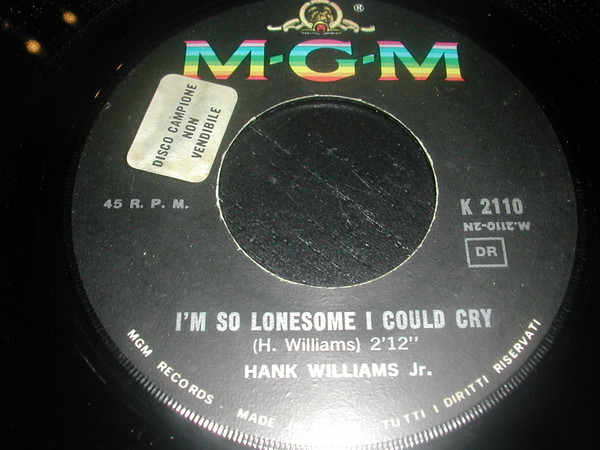 MGM
®
M-G-M
DISCO CAMPIONE
NON
VENDIBILE
45 R. P. M.
K 2110
W.2110-2N
DR
I'M SO LONESOME I COULD CRY
(H. Williams) 2'12"
HANK WILLIAMS Jr.
MGM RECORDS
MADE
TUTTI I DIRITTI RISERVATI